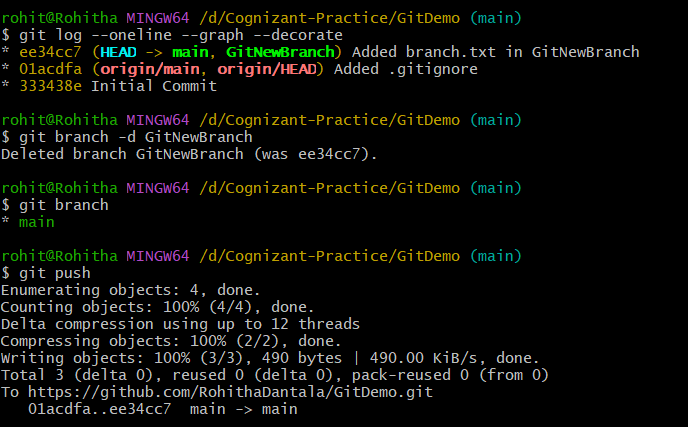 rohit@Rohitha MINGW64 /d/Cognizant-Practice/GitDemo (main)
$ git log --oneline --graph --decorate
* ee34cc7 (HEAD -> main, GitNewBranch) Added branch.txt in GitNewBranch
* 01acdfa (origin/main, origin/HEAD) Added .gitignore
* 333438e Initial Commit
rohit@Rohitha MINGW64 /d/Cognizant-Practice/GitDemo (main)
$ git branch -d GitNewBranch
Deleted branch GitNewBranch (was ee34cc7).
rohit@Rohitha MINGW64 /d/Cognizant-Practice/GitDemo (main)
$ git branch
* main
rohit@Rohitha MINGW64 /d/Cognizant-Practice/GitDemo (main)
$ git push
Enumerating objects: 4, done.
Counting objects: 100% (4/4), done.
Delta compression using up to 12 threads
Compressing objects: 100% (2/2), done.
Writing objects: 100% (3/3), 490 bytes | 490.00 KiB/s, done.
Total 3 (delta 0), reused 0 (delta 0), pack-reused 0 (from 0)
To https://github.com/RohithaDantala/GitDemo.git
   01acdfa..ee34cc7  main -> main